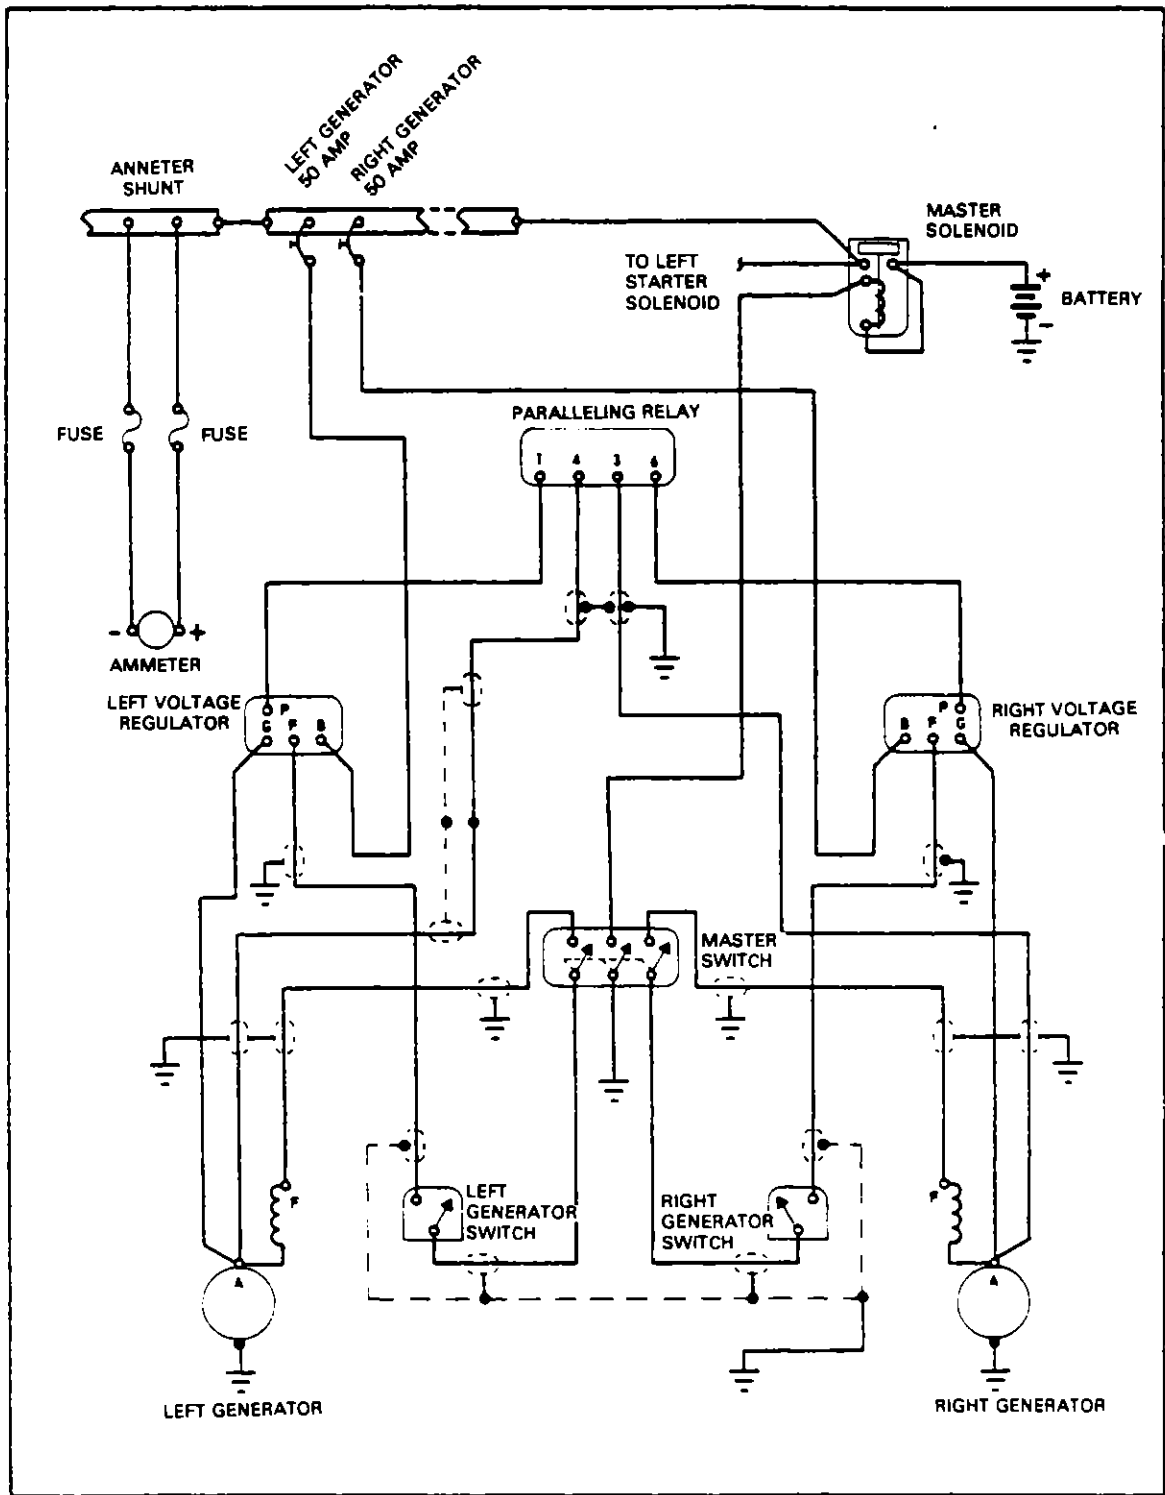 LEFT GENERATOR
50 AMP
RIGHT GENERATOR
50 AMP
ANNETER
SHUNT
MASTER
SOLENOID
TO LEFT
STARTER
SOLENOID
+
BATTERY
-
PARALLELING RELAY
1 4 3 6
FUSE
FUSE
- +
AMMETER
LEFT VOLTAGE
REGULATOR
P
G F B
RIGHT VOLTAGE
REGULATOR
P
B F G
MASTER
SWITCH
F
LEFT
GENERATOR
SWITCH
RIGHT
GENERATOR
SWITCH
F
A
A
LEFT GENERATOR
RIGHT GENERATOR